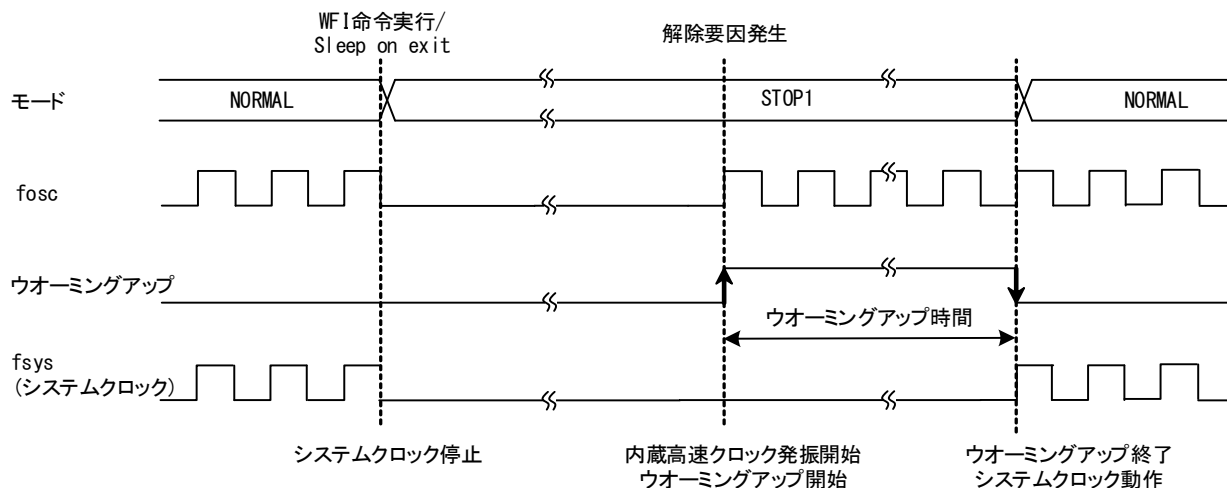 WFI命令実行/
Sleep on exit
解除要因発生
モード
NORMAL
STOP1
NORMAL
fosc
ウオーミングアップ
ウオーミングアップ時間
fsys
(システムクロック)
システムクロック停止
内蔵高速クロック発振開始
ウオーミングアップ開始
ウオーミングアップ終了
システムクロック動作